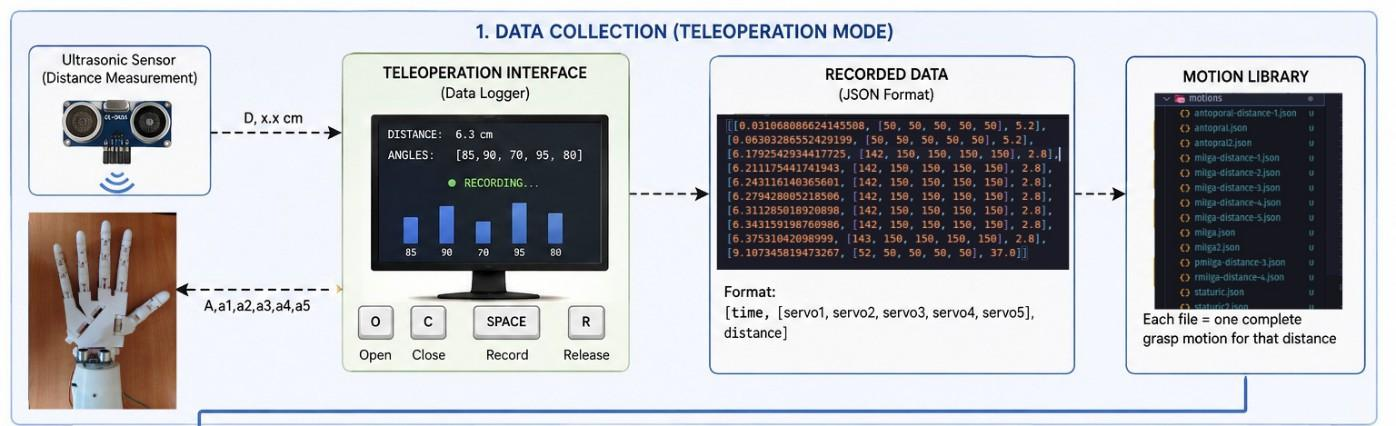 1. DATA COLLECTION (TELEOPERATION MODE)
Ultrasonic Sensor
(Distance Measurement)
D, x.x cm
A,a1,a2,a3,a4,a5
TELEOPERATION INTERFACE
(Data Logger)
DISTANCE: 6.3 cm
ANGLES: [85,90, 70, 95, 80]
RECORDING...
85 90 70 95 80
O C SPACE R
Open Close Record Release
RECORDED DATA
(JSON Format)
[[0.031068086624145508, [50, 50, 50, 50, 50], 5.2],
[0.06303286552429199, [50, 50, 50, 50, 50], 5.2],
[6.1792542934417725, [142, 150, 150, 150, 150], 2.8],
[6.211175441741943, [142, 150, 150, 150, 150], 2.8],
[6.243116140365601, [142, 150, 150, 150, 150], 2.8],
[6.279428005218506, [142, 150, 150, 150, 150], 2.8],
[6.311285018920898, [142, 150, 150, 150, 150], 2.8],
[6.343159198760986, [142, 150, 150, 150, 150], 2.8],
[6.37531042098999, [143, 150, 150, 150, 150], 2.8],
[9.107345819473267, [52, 50, 50, 50, 50], 37.0]]
Format:
[time, [servo1, servo2, servo3, servo4, servo5],
distance]
MOTION LIBRARY
motions
{} antoporal-distance-1.json U
{} antopral.json U
{} antopral2.json U
{} milga-distance-1.json U
{} milga-distance-2.json U
{} milga-distance-3.json U
{} milga-distance-4.json U
{} milga-distance-5.json U
{} milga.json U
{} milga2.json U
{} pmilga-distance-3.json U
{} rmilga-distance-4.json U
{} staturic.json U
{} staturic2.json U
Each file = one complete
grasp motion for that distance